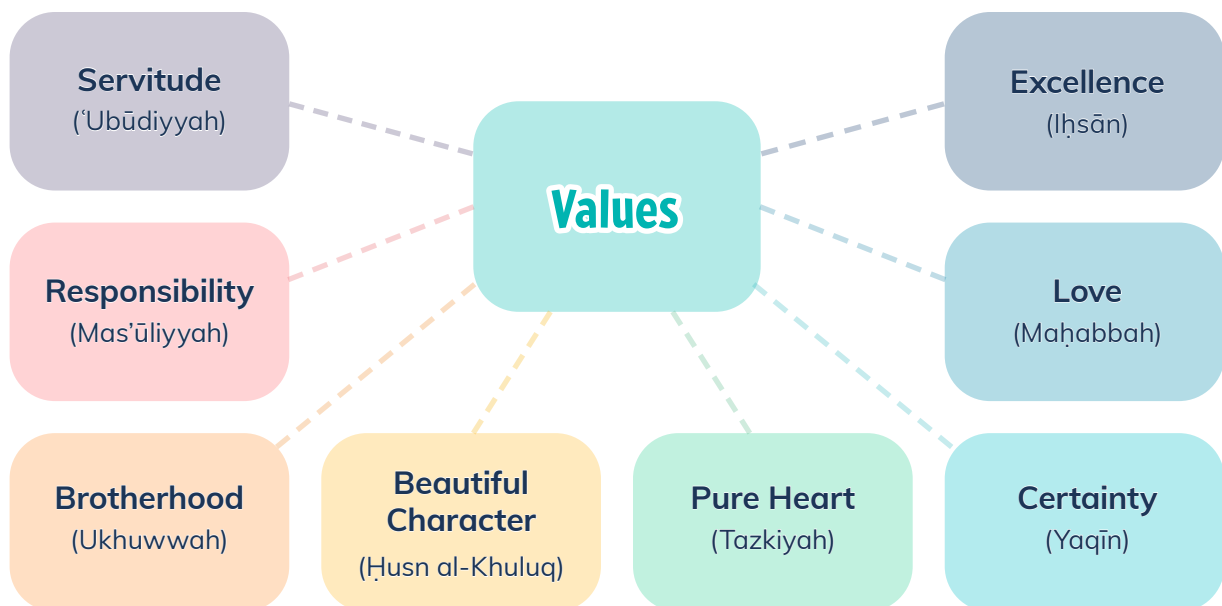 Servitude
(ʿUbūdiyyah)
Excellence
(Iḥsān)
Values
Responsibility
(Mas’ūliyyah)
Love
(Maḥabbah)
Brotherhood
(Ukhuwwah)
Beautiful
Character
(Ḥusn al-Khuluq)
Pure Heart
(Tazkiyah)
Certainty
(Yaqīn)